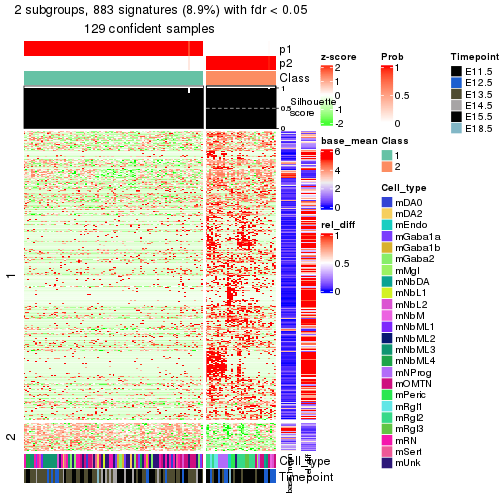 2 subgroups, 883 signatures (8.9%) with fdr < 0.05
129 confident samples
p1
p2
Class
1
0.5
0
Silhouette
score
1
2
Cell_type
Timepoint
z-score
2
1
0
-1
-2
base_mean
6
4
2
0
rel_diff
1
0.5
0
Prob
1
0.5
0
Class
1
2
Timepoint
E11.5
E12.5
E13.5
E14.5
E15.5
E18.5
Cell_type
mDA0
mDA2
mEndo
mGaba1a
mGaba1b
mGaba2
mMgl
mNbDA
mNbL1
mNbL2
mNbM
mNbML1
mNbML2
mNbML3
mNbML4
mNProg
mOMTN
mPeric
mRgl1
mRgl2
mRgl3
mRN
mSert
mUnk